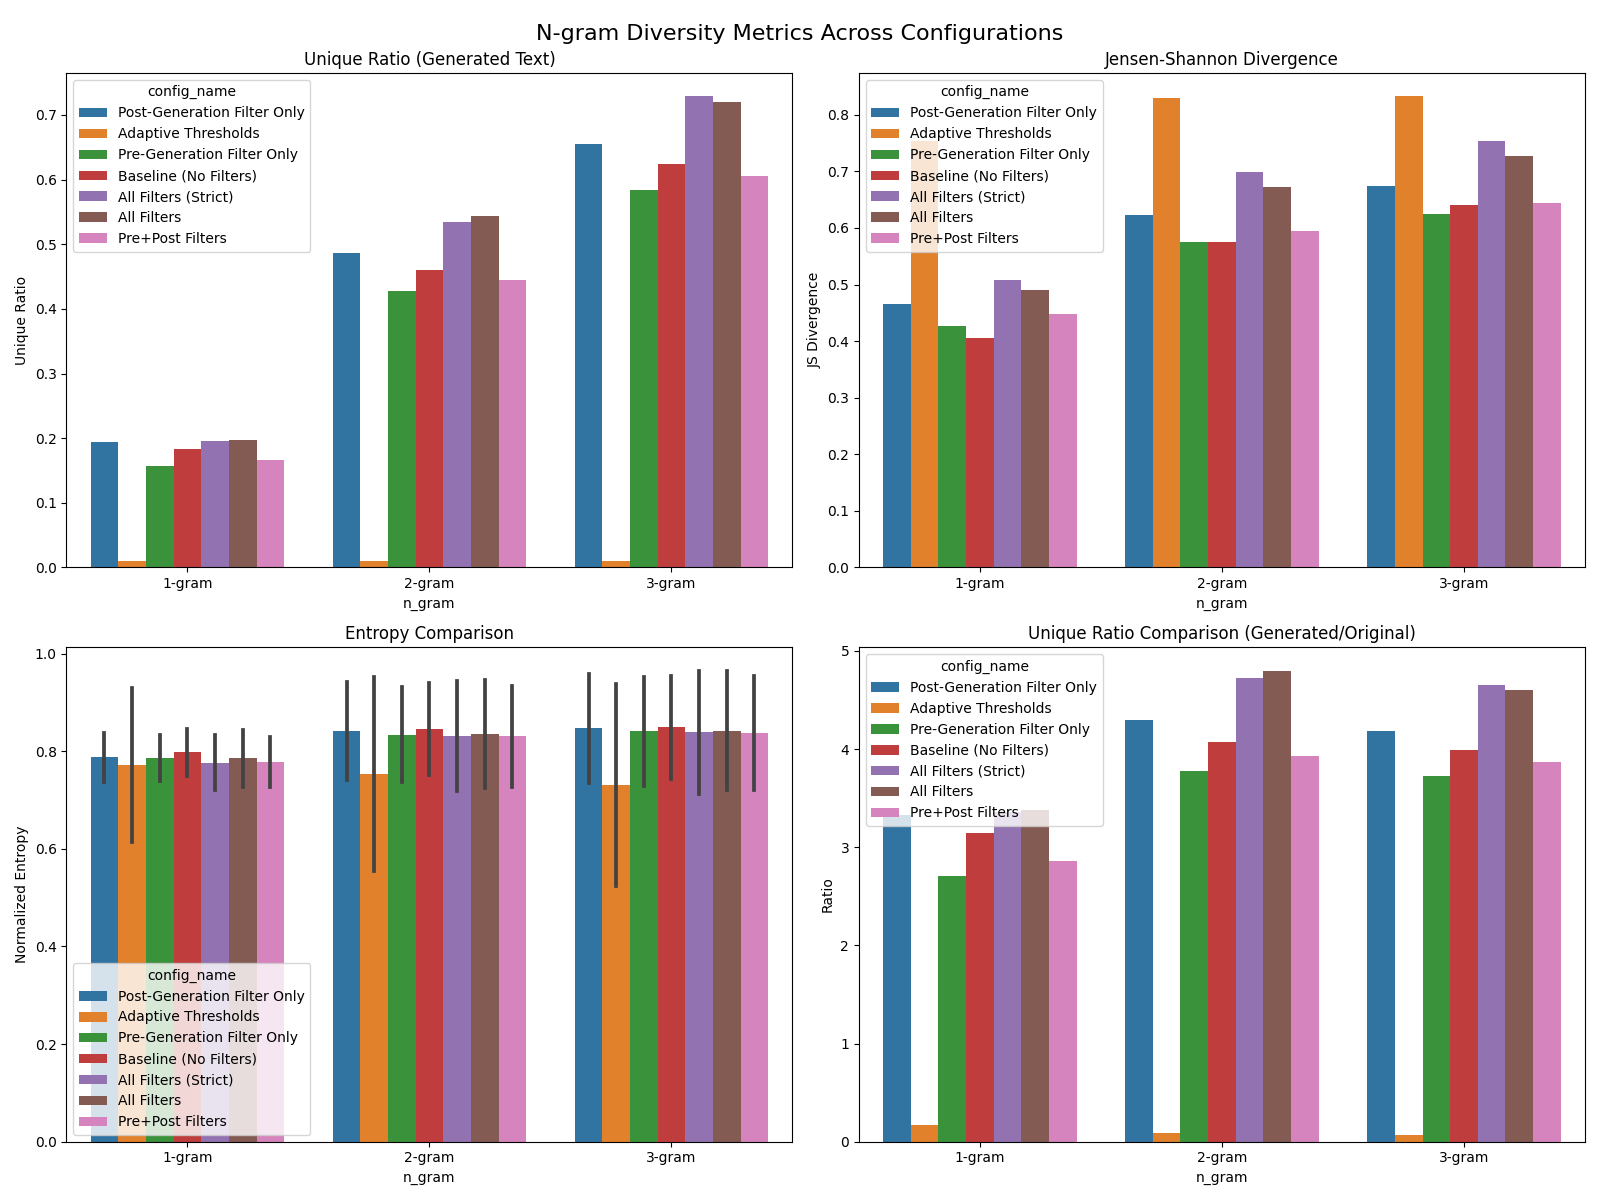 N-gram Diversity Metrics Across Configurations
Unique Ratio (Generated Text)
Unique Ratio
0.7
0.6
0.5
0.4
0.3
0.2
0.1
0.0
config_name
Post-Generation Filter Only
Adaptive Thresholds
Pre-Generation Filter Only
Baseline (No Filters)
All Filters (Strict)
All Filters
Pre+Post Filters
1-gram
2-gram
3-gram
n_gram
Jensen-Shannon Divergence
JS Divergence
0.8
0.7
0.6
0.5
0.4
0.3
0.2
0.1
0.0
config_name
Post-Generation Filter Only
Adaptive Thresholds
Pre-Generation Filter Only
Baseline (No Filters)
All Filters (Strict)
All Filters
Pre+Post Filters
1-gram
2-gram
3-gram
n_gram
Entropy Comparison
Normalized Entropy
1.0
0.8
0.6
0.4
0.2
0.0
config_name
Post-Generation Filter Only
Adaptive Thresholds
Pre-Generation Filter Only
Baseline (No Filters)
All Filters (Strict)
All Filters
Pre+Post Filters
1-gram
2-gram
3-gram
n_gram
Unique Ratio Comparison (Generated/Original)
Ratio
5
4
3
2
1
0
config_name
Post-Generation Filter Only
Adaptive Thresholds
Pre-Generation Filter Only
Baseline (No Filters)
All Filters (Strict)
All Filters
Pre+Post Filters
1-gram
2-gram
3-gram
n_gram